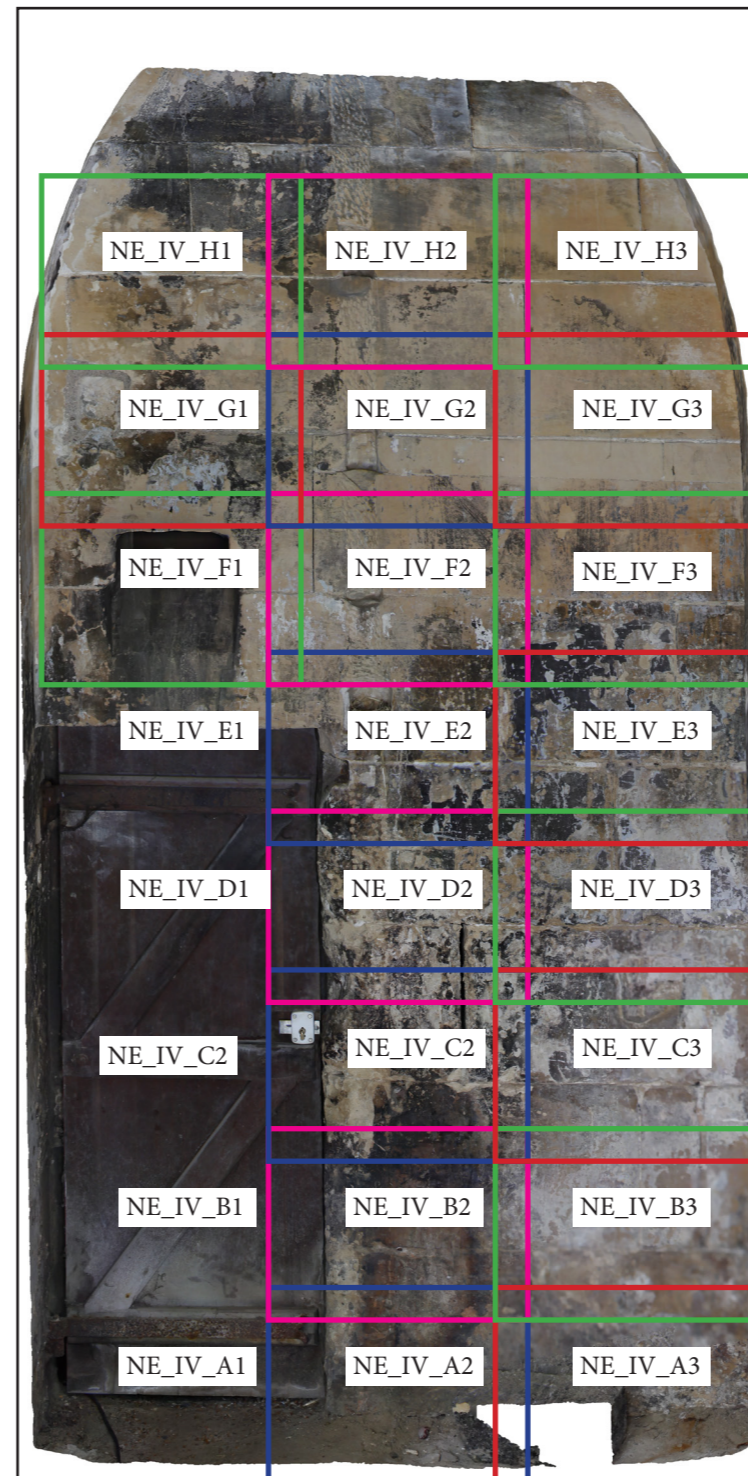 NE_IV_H1 NE_IV_H2 NE_IV_H3
NE_IV_G1 NE_IV_G2 NE_IV_G3
NE_IV_F1 NE_IV_F2 NE_IV_F3
NE_IV_E1 NE_IV_E2 NE_IV_E3
NE_IV_D1 NE_IV_D2 NE_IV_D3
NE_IV_C2 NE_IV_C2 NE_IV_C3
NE_IV_B1 NE_IV_B2 NE_IV_B3
NE_IV_A1 NE_IV_A2 NE_IV_A3